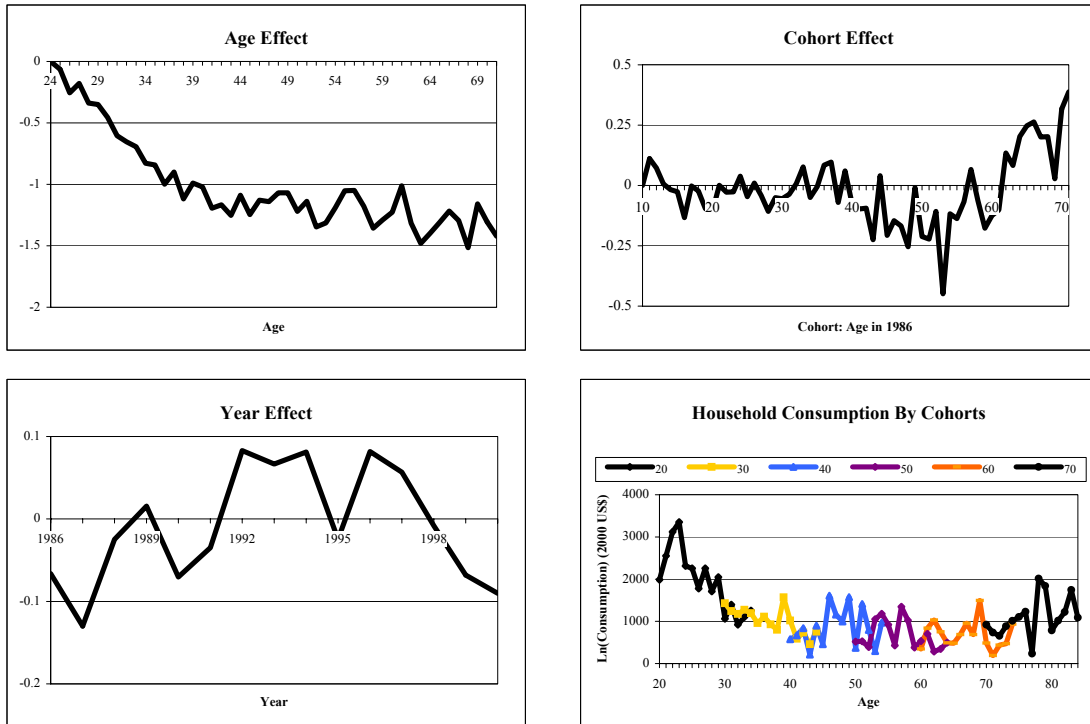 Age Effect
0
24 29 34 39 44 49 54 59 64 69
-0.5
-1
-1.5
-2
Age
Cohort Effect
0.5
0.25
0
10 20 30 40 50 60 70
-0.25
-0.5
Cohort: Age in 1986
Year Effect
0.1
0
1986 1989 1992 1995 1998
-0.1
-0.2
Year
Household Consumption By Cohorts
20 30 40 50 60 70
Ln(Consumption) (2000 US$)
4000
3000
2000
1000
0
20 30 40 50 60 70 80
Age